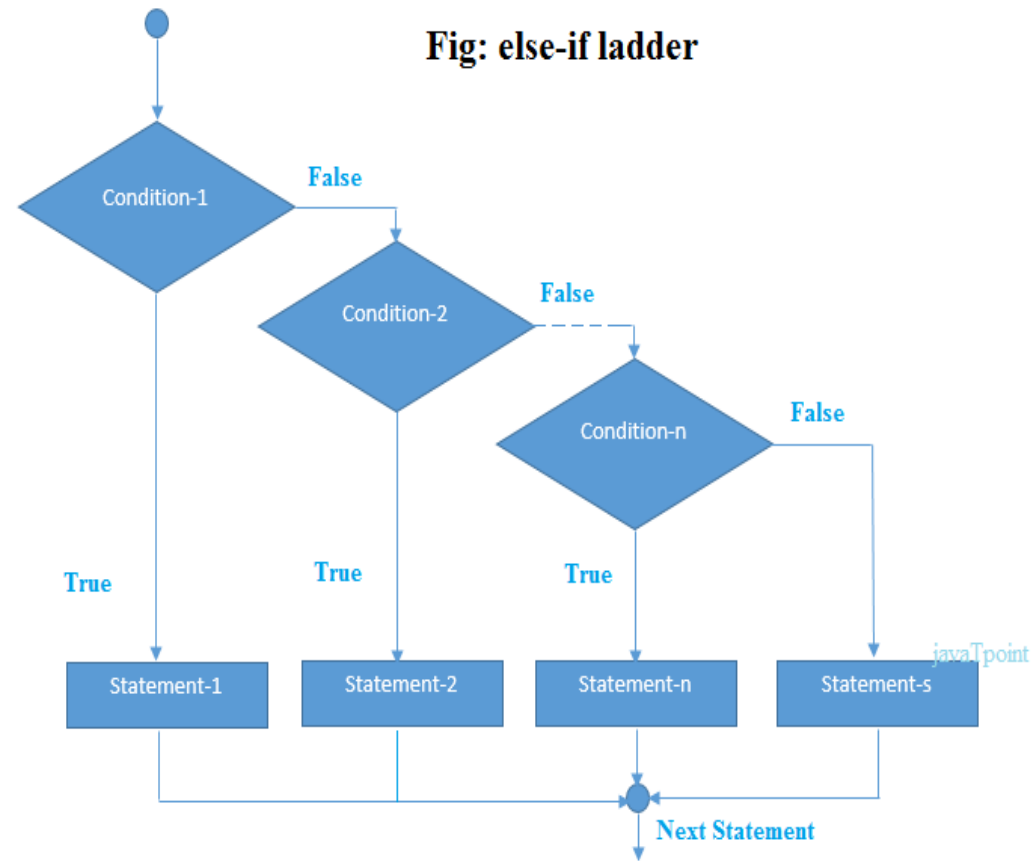 Fig: else-if ladder
Condition-1
False
Condition-2
False
Condition-n
False
True
True
True
javaTpoint
Statement-1
Statement-2
Statement-n
Statement-s
Next Statement